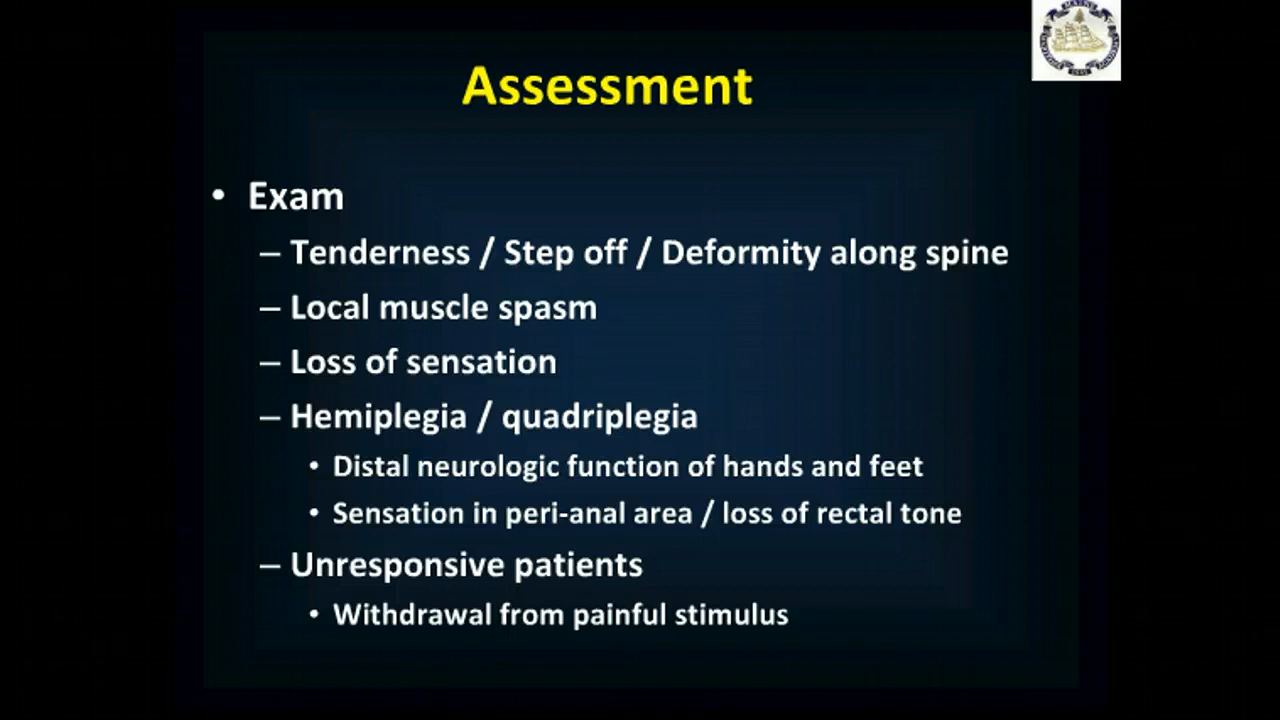 Assessment
• Exam
– Tenderness / Step off / Deformity along spine
– Local muscle spasm
– Loss of sensation
– Hemiplegia / quadriplegia
• Distal neurologic function of hands and feet
• Sensation in peri-anal area / loss of rectal tone
– Unresponsive patients
• Withdrawal from painful stimulus